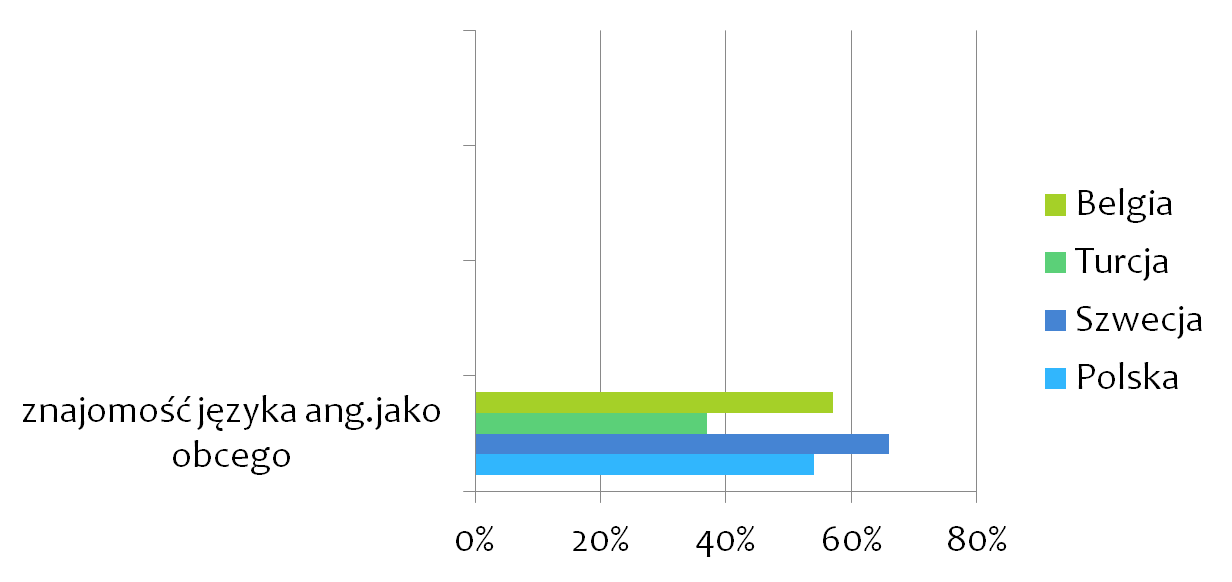 znajomość języka ang.jako
obcego
0%
20%
40%
60%
80%
Belgia
Turcja
Szwecja
Polska